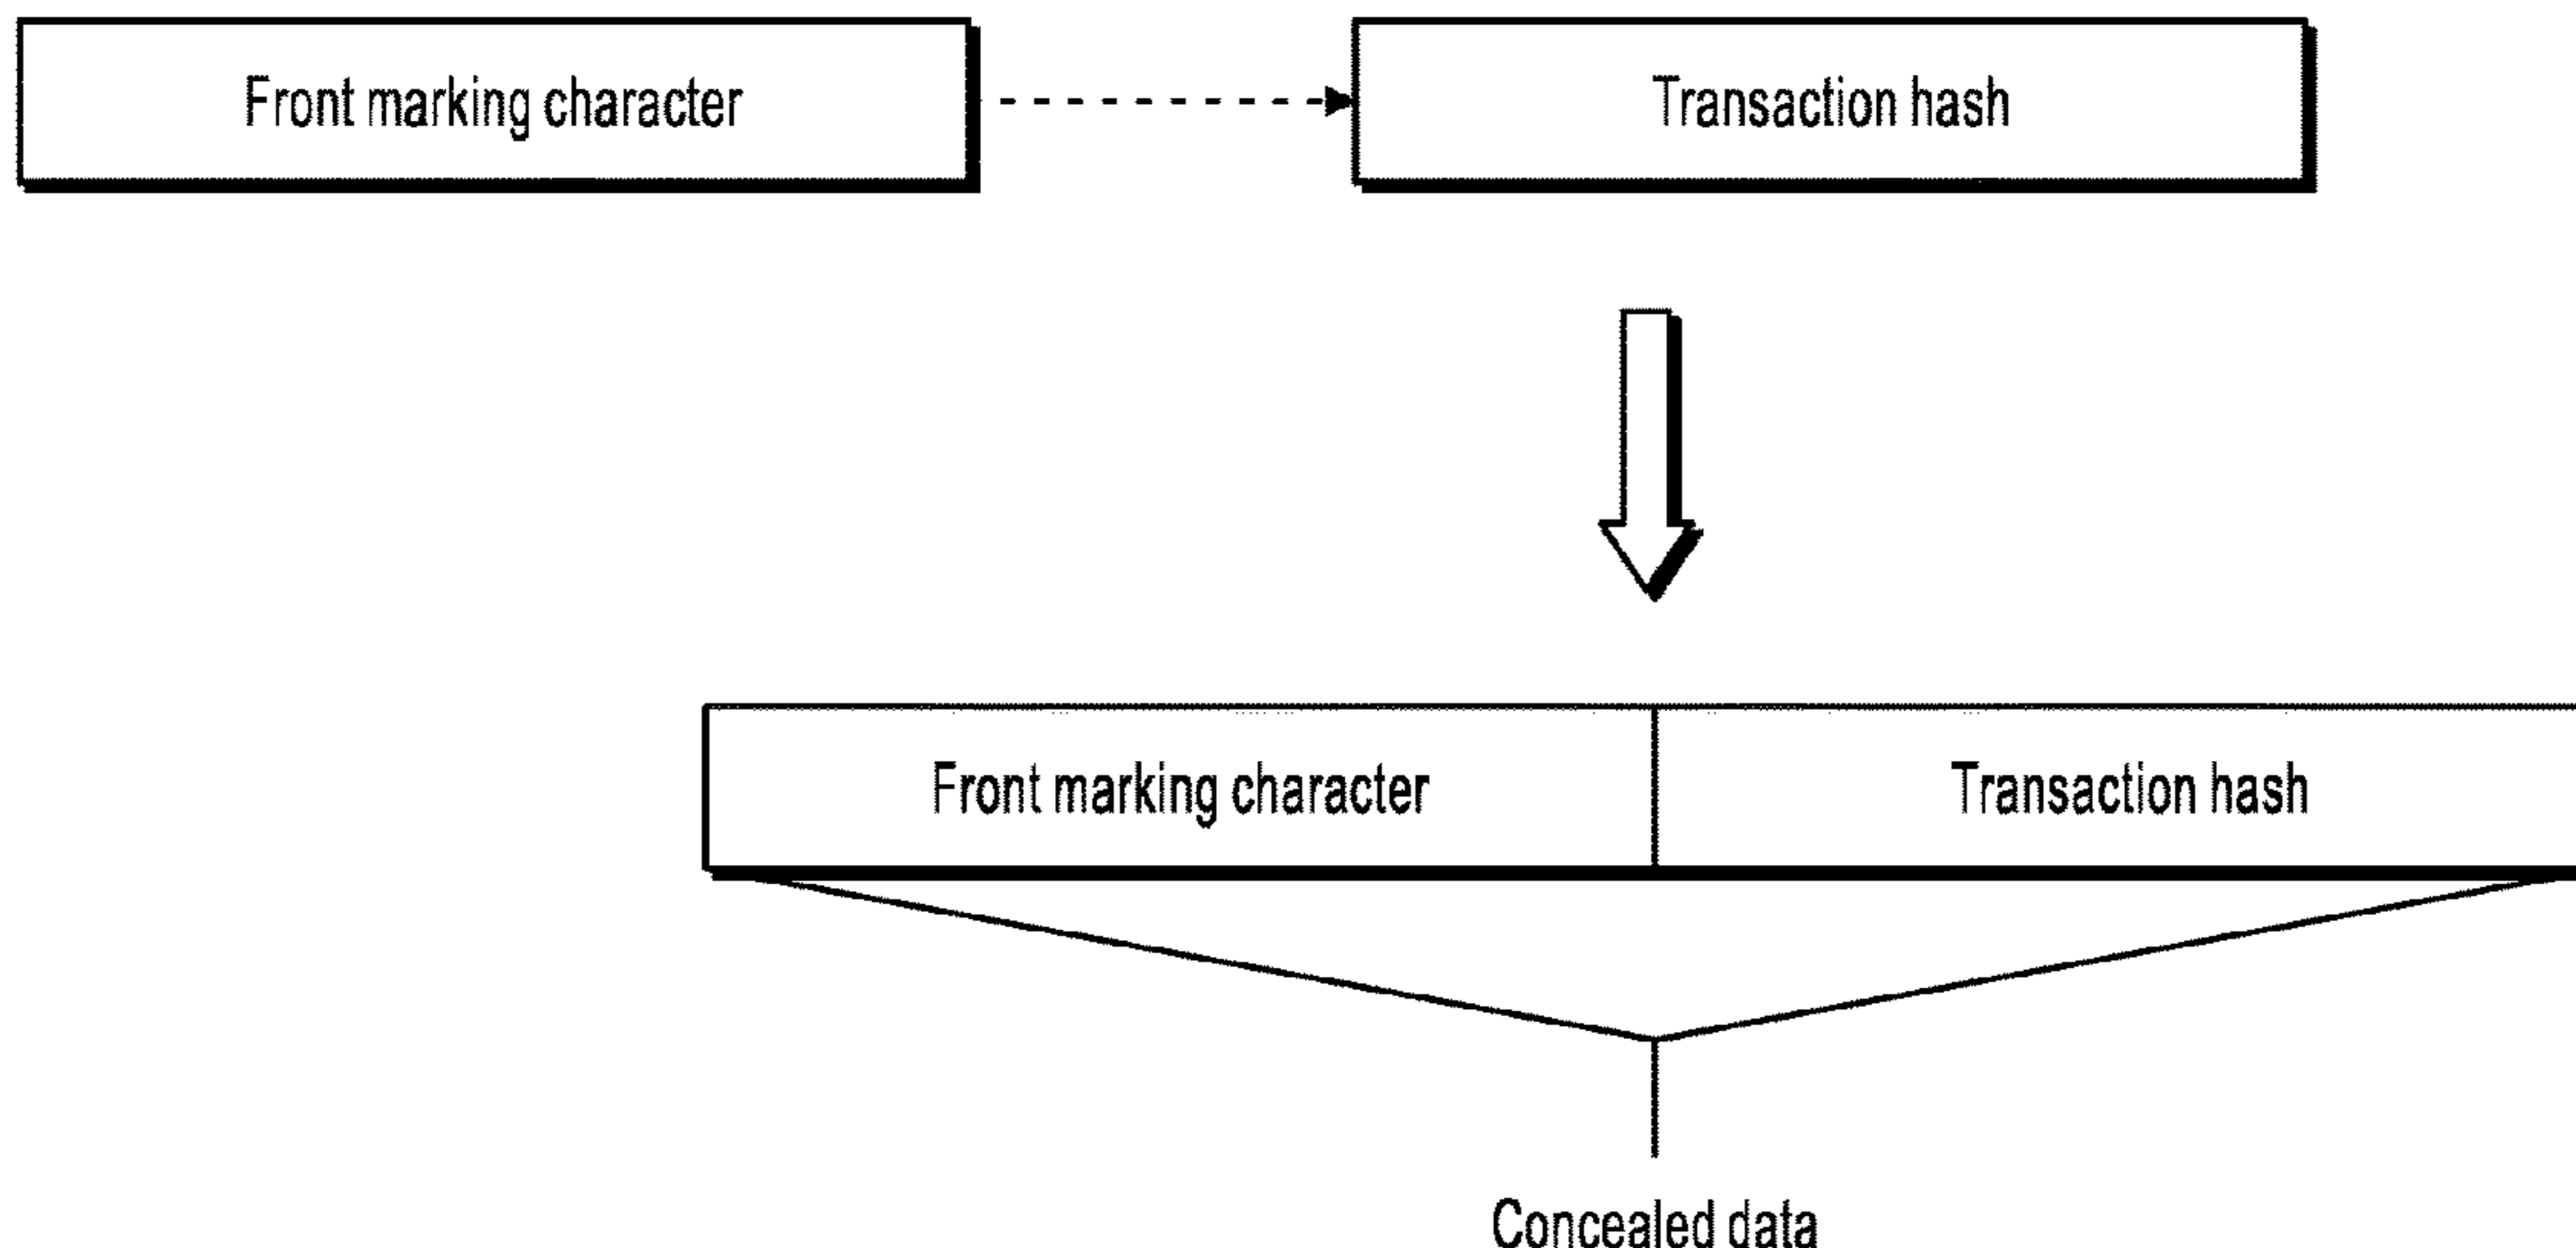 Front marking character
Transaction hash
Front marking character
Transaction hash
Concealed data